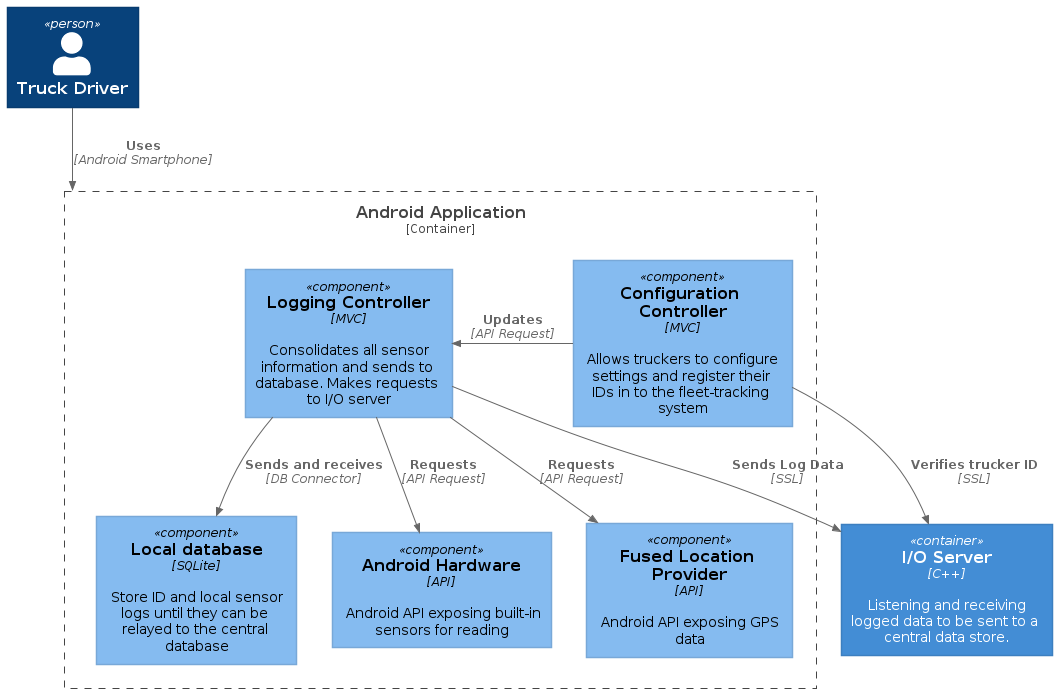 «person»
Truck Driver
Uses
[Android Smartphone]
Android Application
[Container]
«component»
Logging Controller
[MVC]
Consolidates all sensor
information and sends to
database. Makes requests
to I/O server
«component»
Configuration
Controller
[MVC]
Allows truckers to configure
settings and register their
IDs in to the fleet-tracking
system
Updates
[API Request]
Sends and receives
[DB Connector]
Requests
[API Request]
Requests
[API Request]
Sends Log Data
[SSL]
Verifies trucker ID
[SSL]
«component»
Local database
[SQLite]
Store ID and local sensor
logs until they can be
relayed to the central
database
«component»
Android Hardware
[API]
Android API exposing built-in
sensors for reading
«component»
Fused Location
Provider
[API]
Android API exposing GPS
data
«container»
I/O Server
[C++]
Listening and receiving
logged data to be sent to a
central data store.